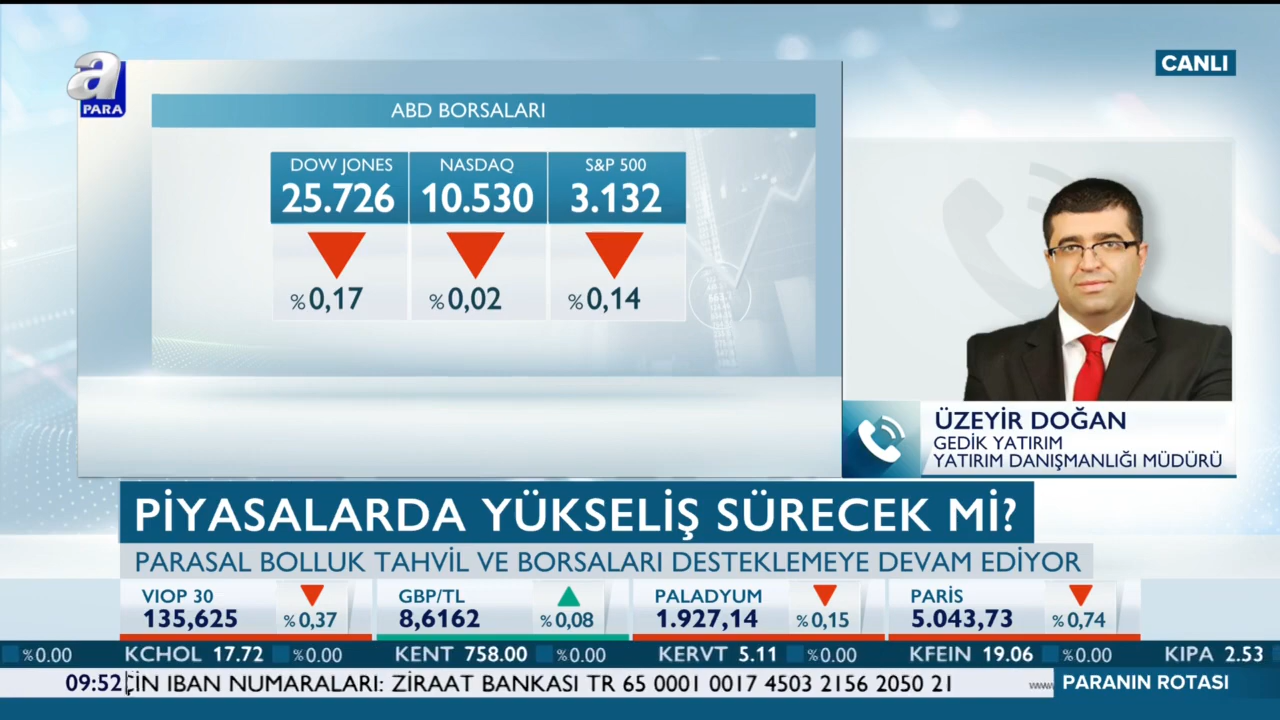 a
PARA
CANLI
ABD BORSALARI
DOW JONES NASDAQ S&P 500
25.726 10.530 3.132
%0,17 %0,02 %0,14
ÜZEYİR DOĞAN
GEDİK YATIRIM
YATIRIM DANIŞMANLIĞI MÜDÜRÜ
PİYASALARDA YÜKSELİŞ SÜRECEK Mİ?
PARASAL BOLLUK TAHVİL VE BORSALARI DESTEKLEMEYE DEVAM EDİYOR
VIOP 30 GBP/TL PALADYUM PARİS
135,625 %0,37 8,6162 %0,08 1.927,14 %0,15 5.043,73 %0,74
%0.00 KCHOL 17.72 %0.00 KENT 758.00 %0.00 KERVT 5.11 %0.00 KFEIN 19.06 %0.00 KIPA 2.53
09:52 ÇİN IBAN NUMARALARI: ZİRAAT BANKASI TR 65 0001 0017 4503 2156 2050 21 www PARANIN ROTASI